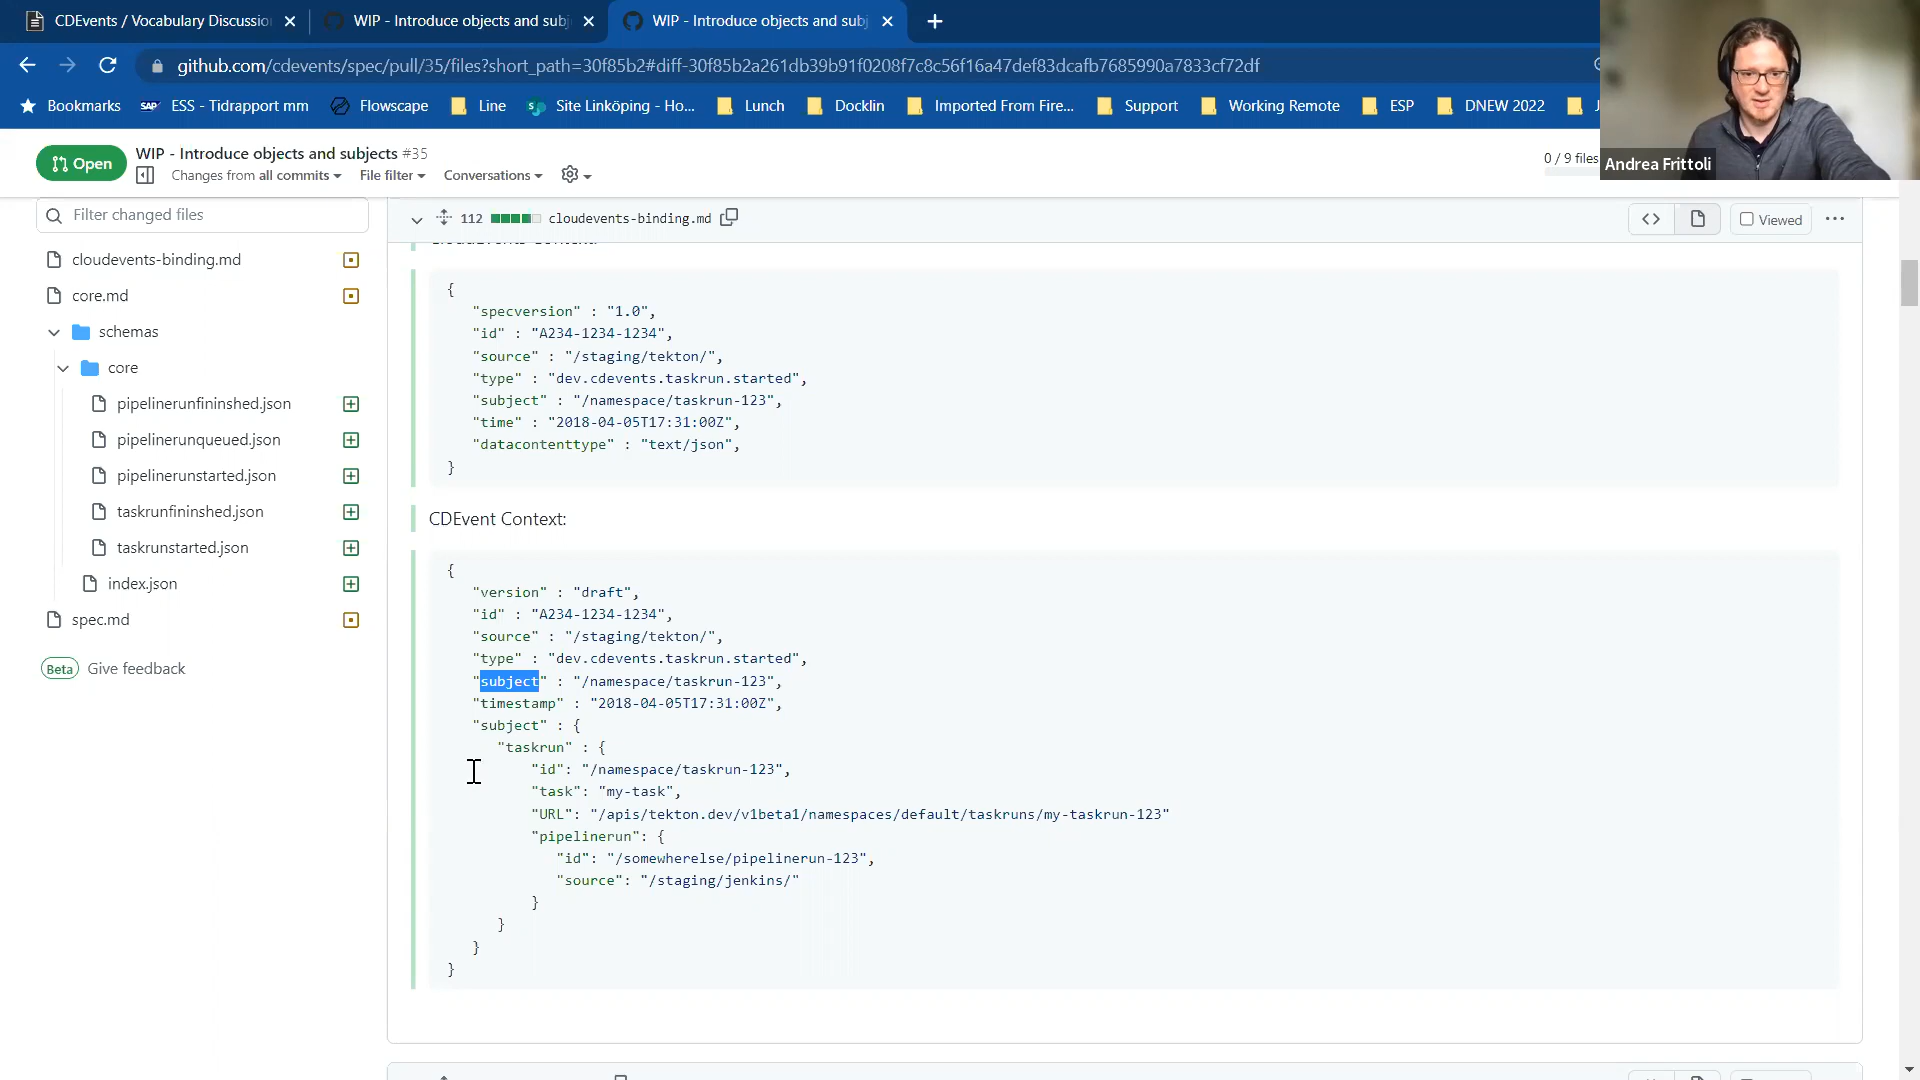 CDEvents / Vocabulary Discussio
WIP - Introduce objects and subj
WIP - Introduce objects and subj
github.com/cdevents/spec/pull/35/files?short_path=30f85b2#diff-30f85b2a261db39b91f0208f7c8c56f16a47def83dcafb7685990a7833cf72df
Bookmarks
SAP ESS - Tidrapport mm
Flowscape
Line
Site Linköping - Ho...
Lunch
Docklin
Imported From Fire...
Support
Working Remote
ESP
DNEW 2022
Andrea Frittoli
Open
WIP - Introduce objects and subjects #35
Changes from all commits
File filter
Conversations
0 / 9 files
Filter changed files
cloudevents-binding.md
core.md
schemas
core
pipelinerunfininshed.json
pipelinerunqueued.json
pipelinerunstarted.json
taskrunfininshed.json
taskrunstarted.json
index.json
spec.md
Beta Give feedback
112 cloudevents-binding.md
Viewed
{
"specversion" : "1.0",
"id" : "A234-1234-1234",
"source" : "/staging/tekton/",
"type" : "dev.cdevents.taskrun.started",
"subject" : "/namespace/taskrun-123",
"time" : "2018-04-05T17:31:00Z",
"datacontenttype" : "text/json",
}
CDEvent Context:
{
"version" : "draft",
"id" : "A234-1234-1234",
"source" : "/staging/tekton/",
"type" : "dev.cdevents.taskrun.started",
"subject" : "/namespace/taskrun-123",
"timestamp" : "2018-04-05T17:31:00Z",
"subject" : {
"taskrun" : {
"id": "/namespace/taskrun-123",
"task": "my-task",
"URL": "/apis/tekton.dev/v1beta1/namespaces/default/taskruns/my-taskrun-123"
"pipelinerun": {
"id": "/somewherelse/pipelinerun-123",
"source": "/staging/jenkins/"
}
}
}
}